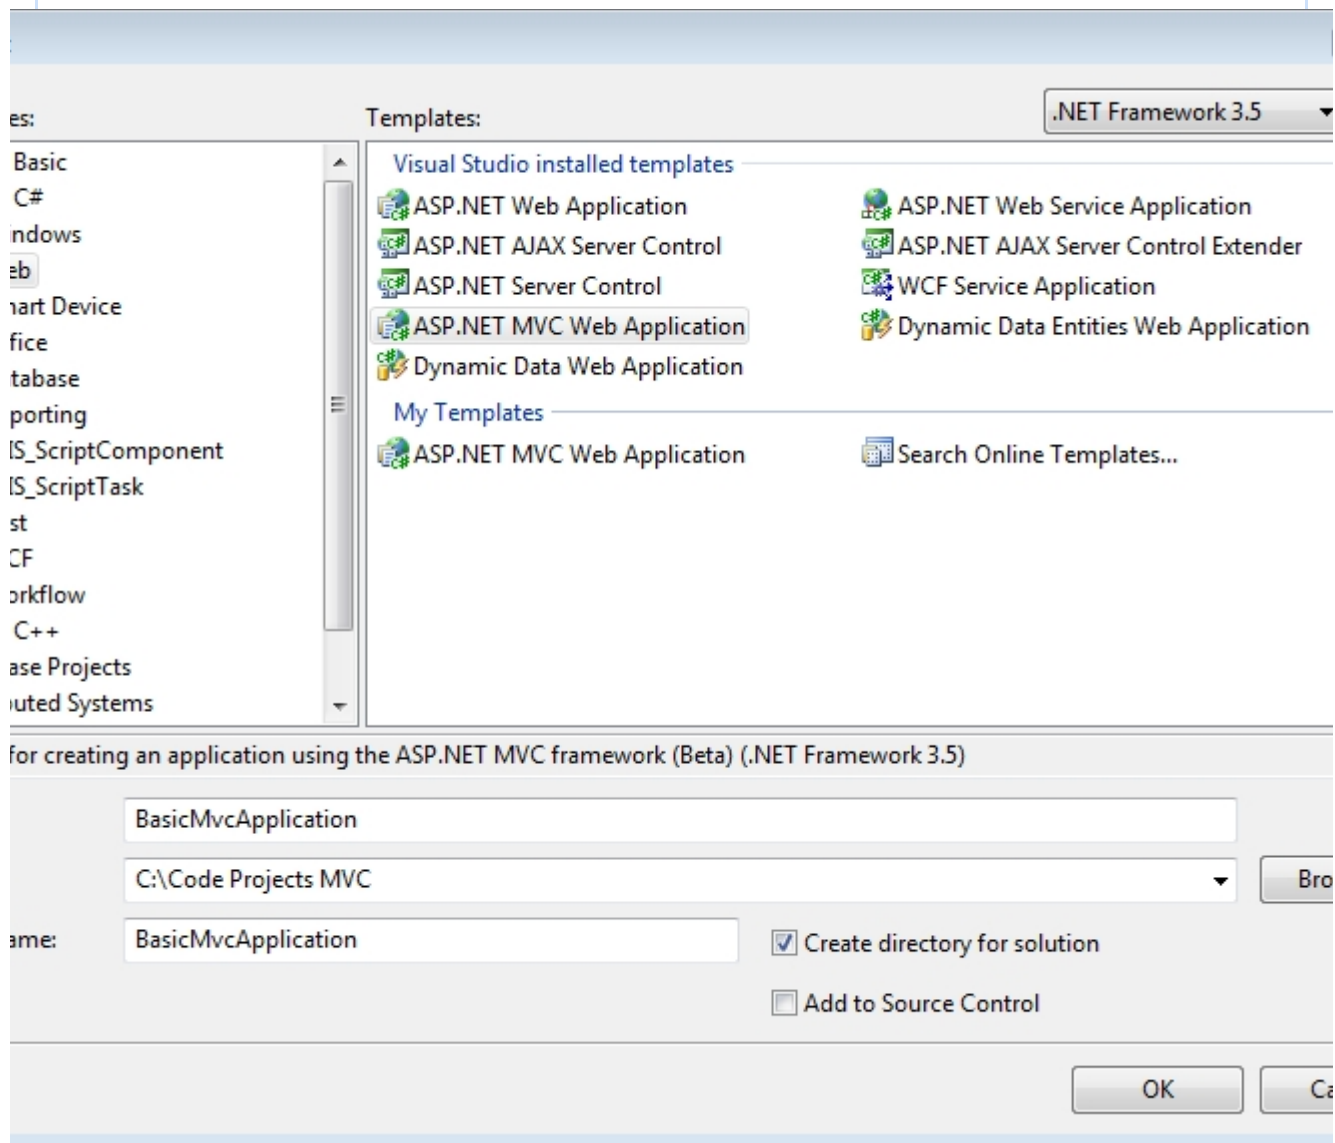 es:
Templates:
.NET Framework 3.5
Basic
C#
indows
eb
nart Device
fice
tabase
porting
IS_ScriptComponent
IS_ScriptTask
st
CF
orkflow
C++
ase Projects
uted Systems
Visual Studio installed templates
ASP.NET Web Application
ASP.NET Web Service Application
ASP.NET AJAX Server Control
ASP.NET AJAX Server Control Extender
ASP.NET Server Control
WCF Service Application
ASP.NET MVC Web Application
Dynamic Data Entities Web Application
Dynamic Data Web Application
My Templates
ASP.NET MVC Web Application
Search Online Templates...
for creating an application using the ASP.NET MVC framework (Beta) (.NET Framework 3.5)
BasicMvcApplication
C:\Code Projects MVC
Bro
ame:
BasicMvcApplication
Create directory for solution
Add to Source Control
OK
Ca